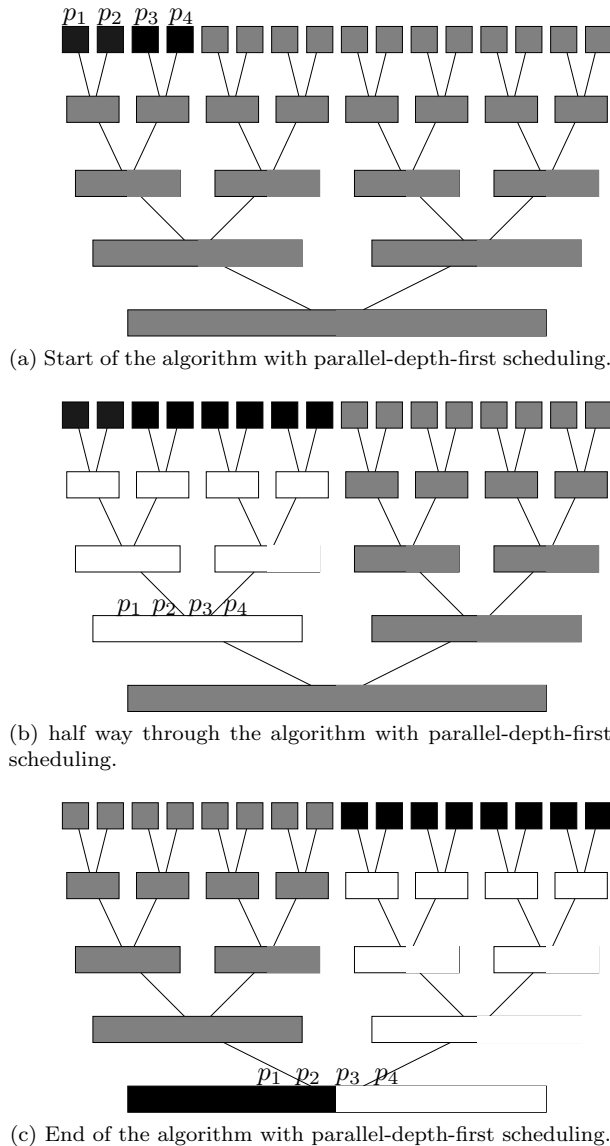 p1 p2 p3 p4
(a) Start of the algorithm with parallel-depth-first scheduling.
p1 p2 p3 p4
(b) half way through the algorithm with parallel-depth-first
scheduling.
p1 p2 p3 p4
(c) End of the algorithm with parallel-depth-first scheduling.